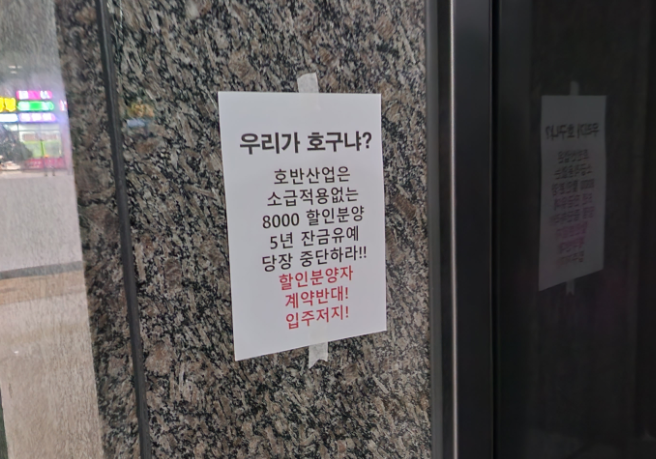 우리가 호구냐?
호반산업은
소급적용없는
8000 할인분양
5년 잔금유예
당장 중단하라!!
할인분양자
계약반대!
입주저지!